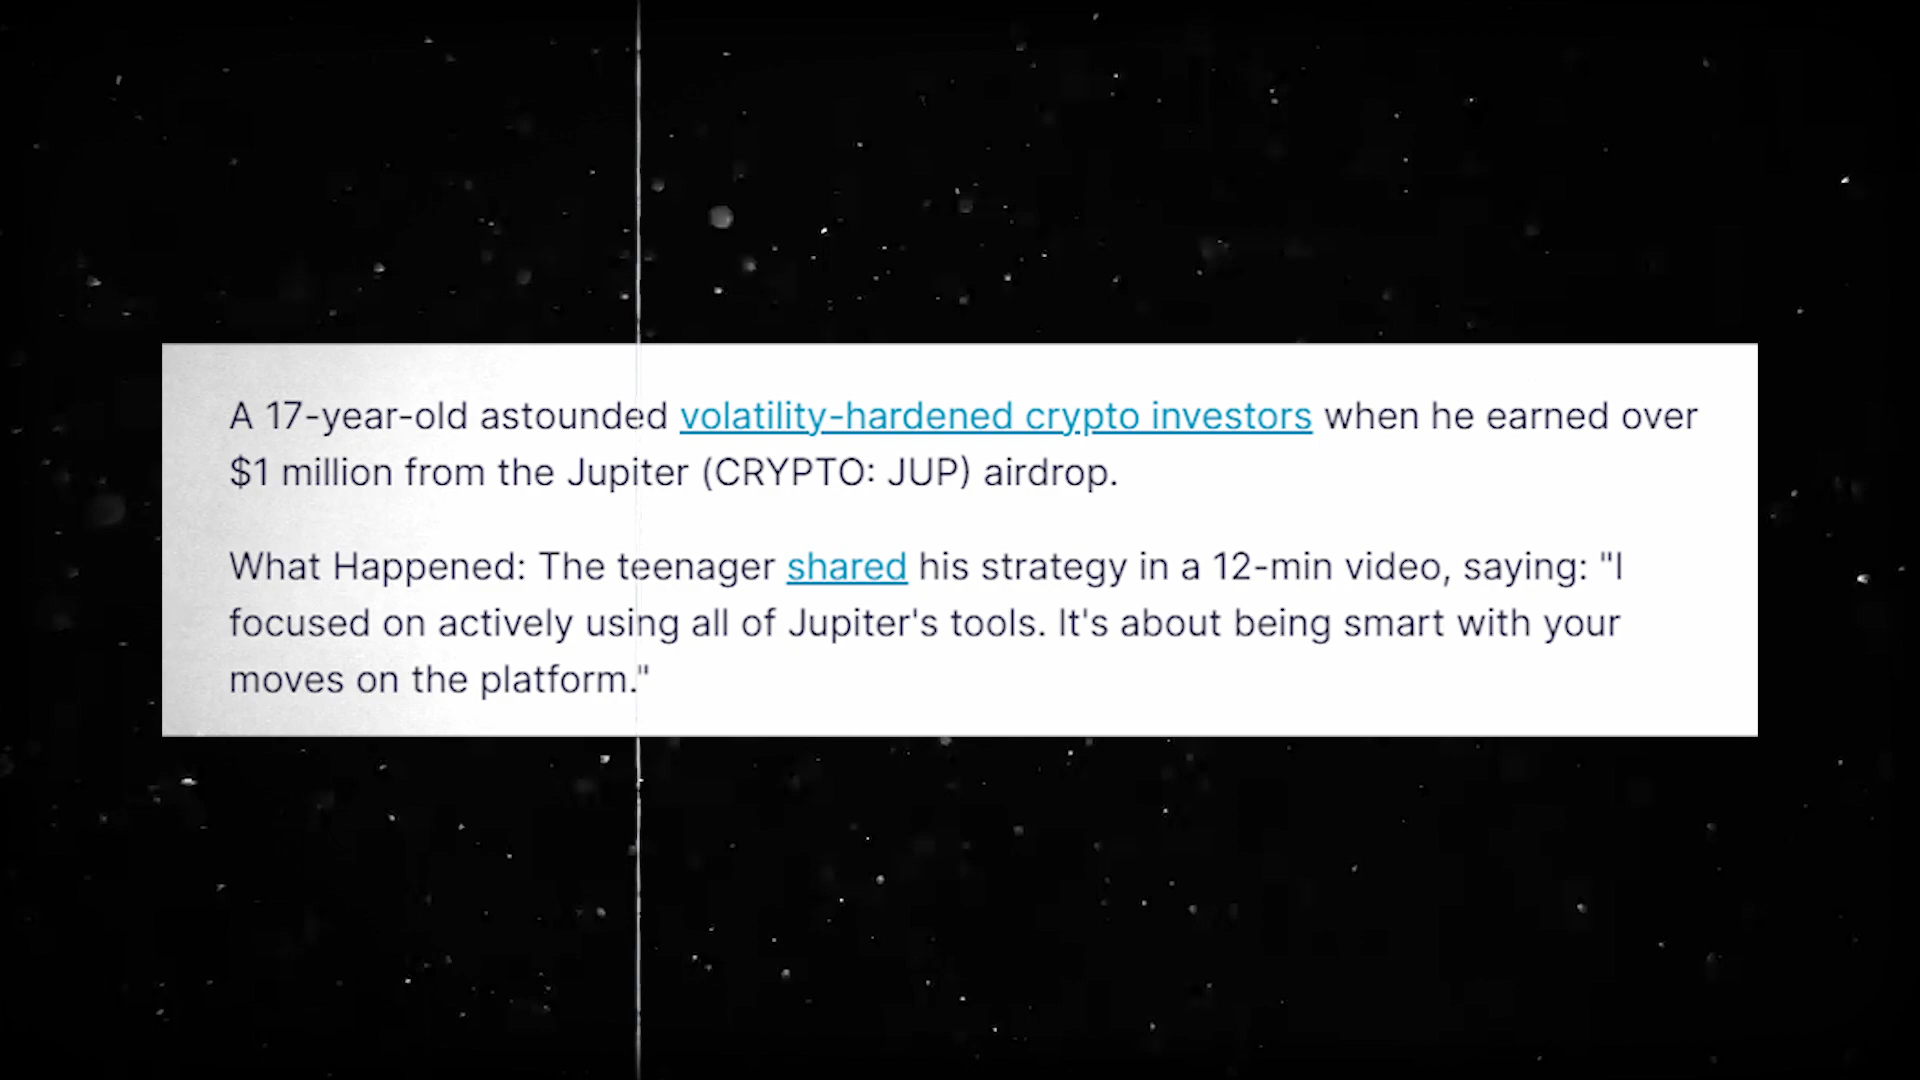 A 17-year-old astounded volatility-hardened crypto investors when he earned over
$1 million from the Jupiter (CRYPTO: JUP) airdrop.
What Happened: The teenager shared his strategy in a 12-min video, saying: "I
focused on actively using all of Jupiter's tools. It's about being smart with your
moves on the platform."